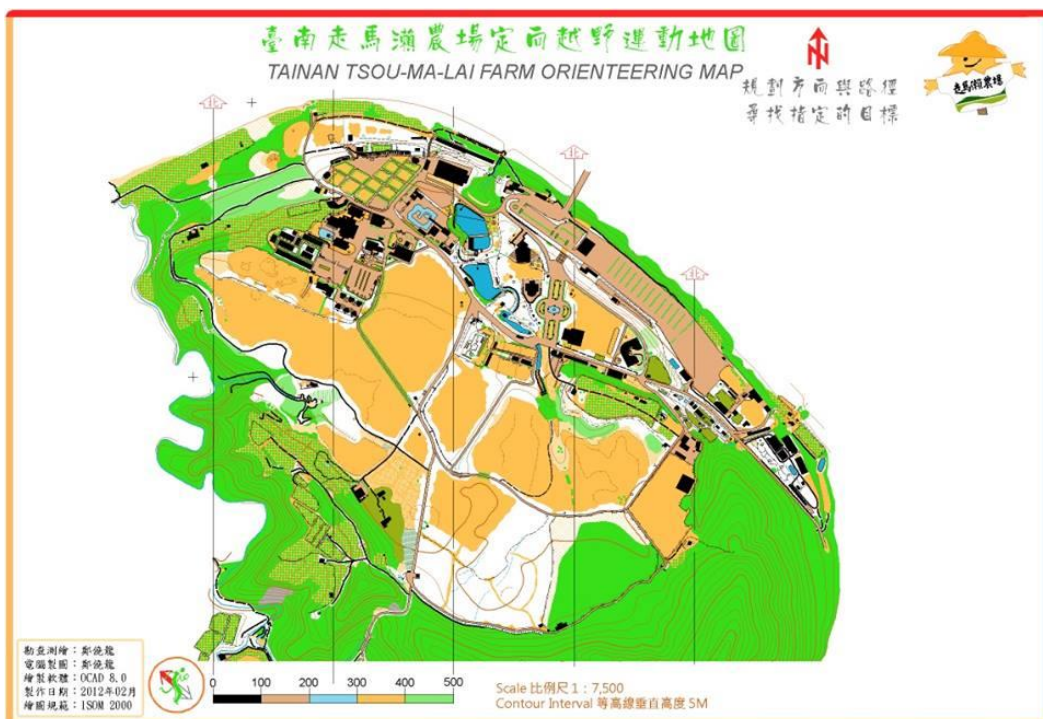 臺南走馬瀨農場定向越野運動地圖
TAINAN TSOU-MA-LAI FARM ORIENTEERING MAP
N
規劃方向與路徑
尋找指定的目標
走馬瀨農場
北
北
北
勘查測繪：鄭饒龍
電腦製圖：鄭饒龍
繪製軟體：OCAD 8.0
製作日期：2012年02月
繪圖規範：ISOM 2000
0 100 200 300 400 500
Scale 比例尺 1：7,500
Contour Interval 等高線垂直高度 5M